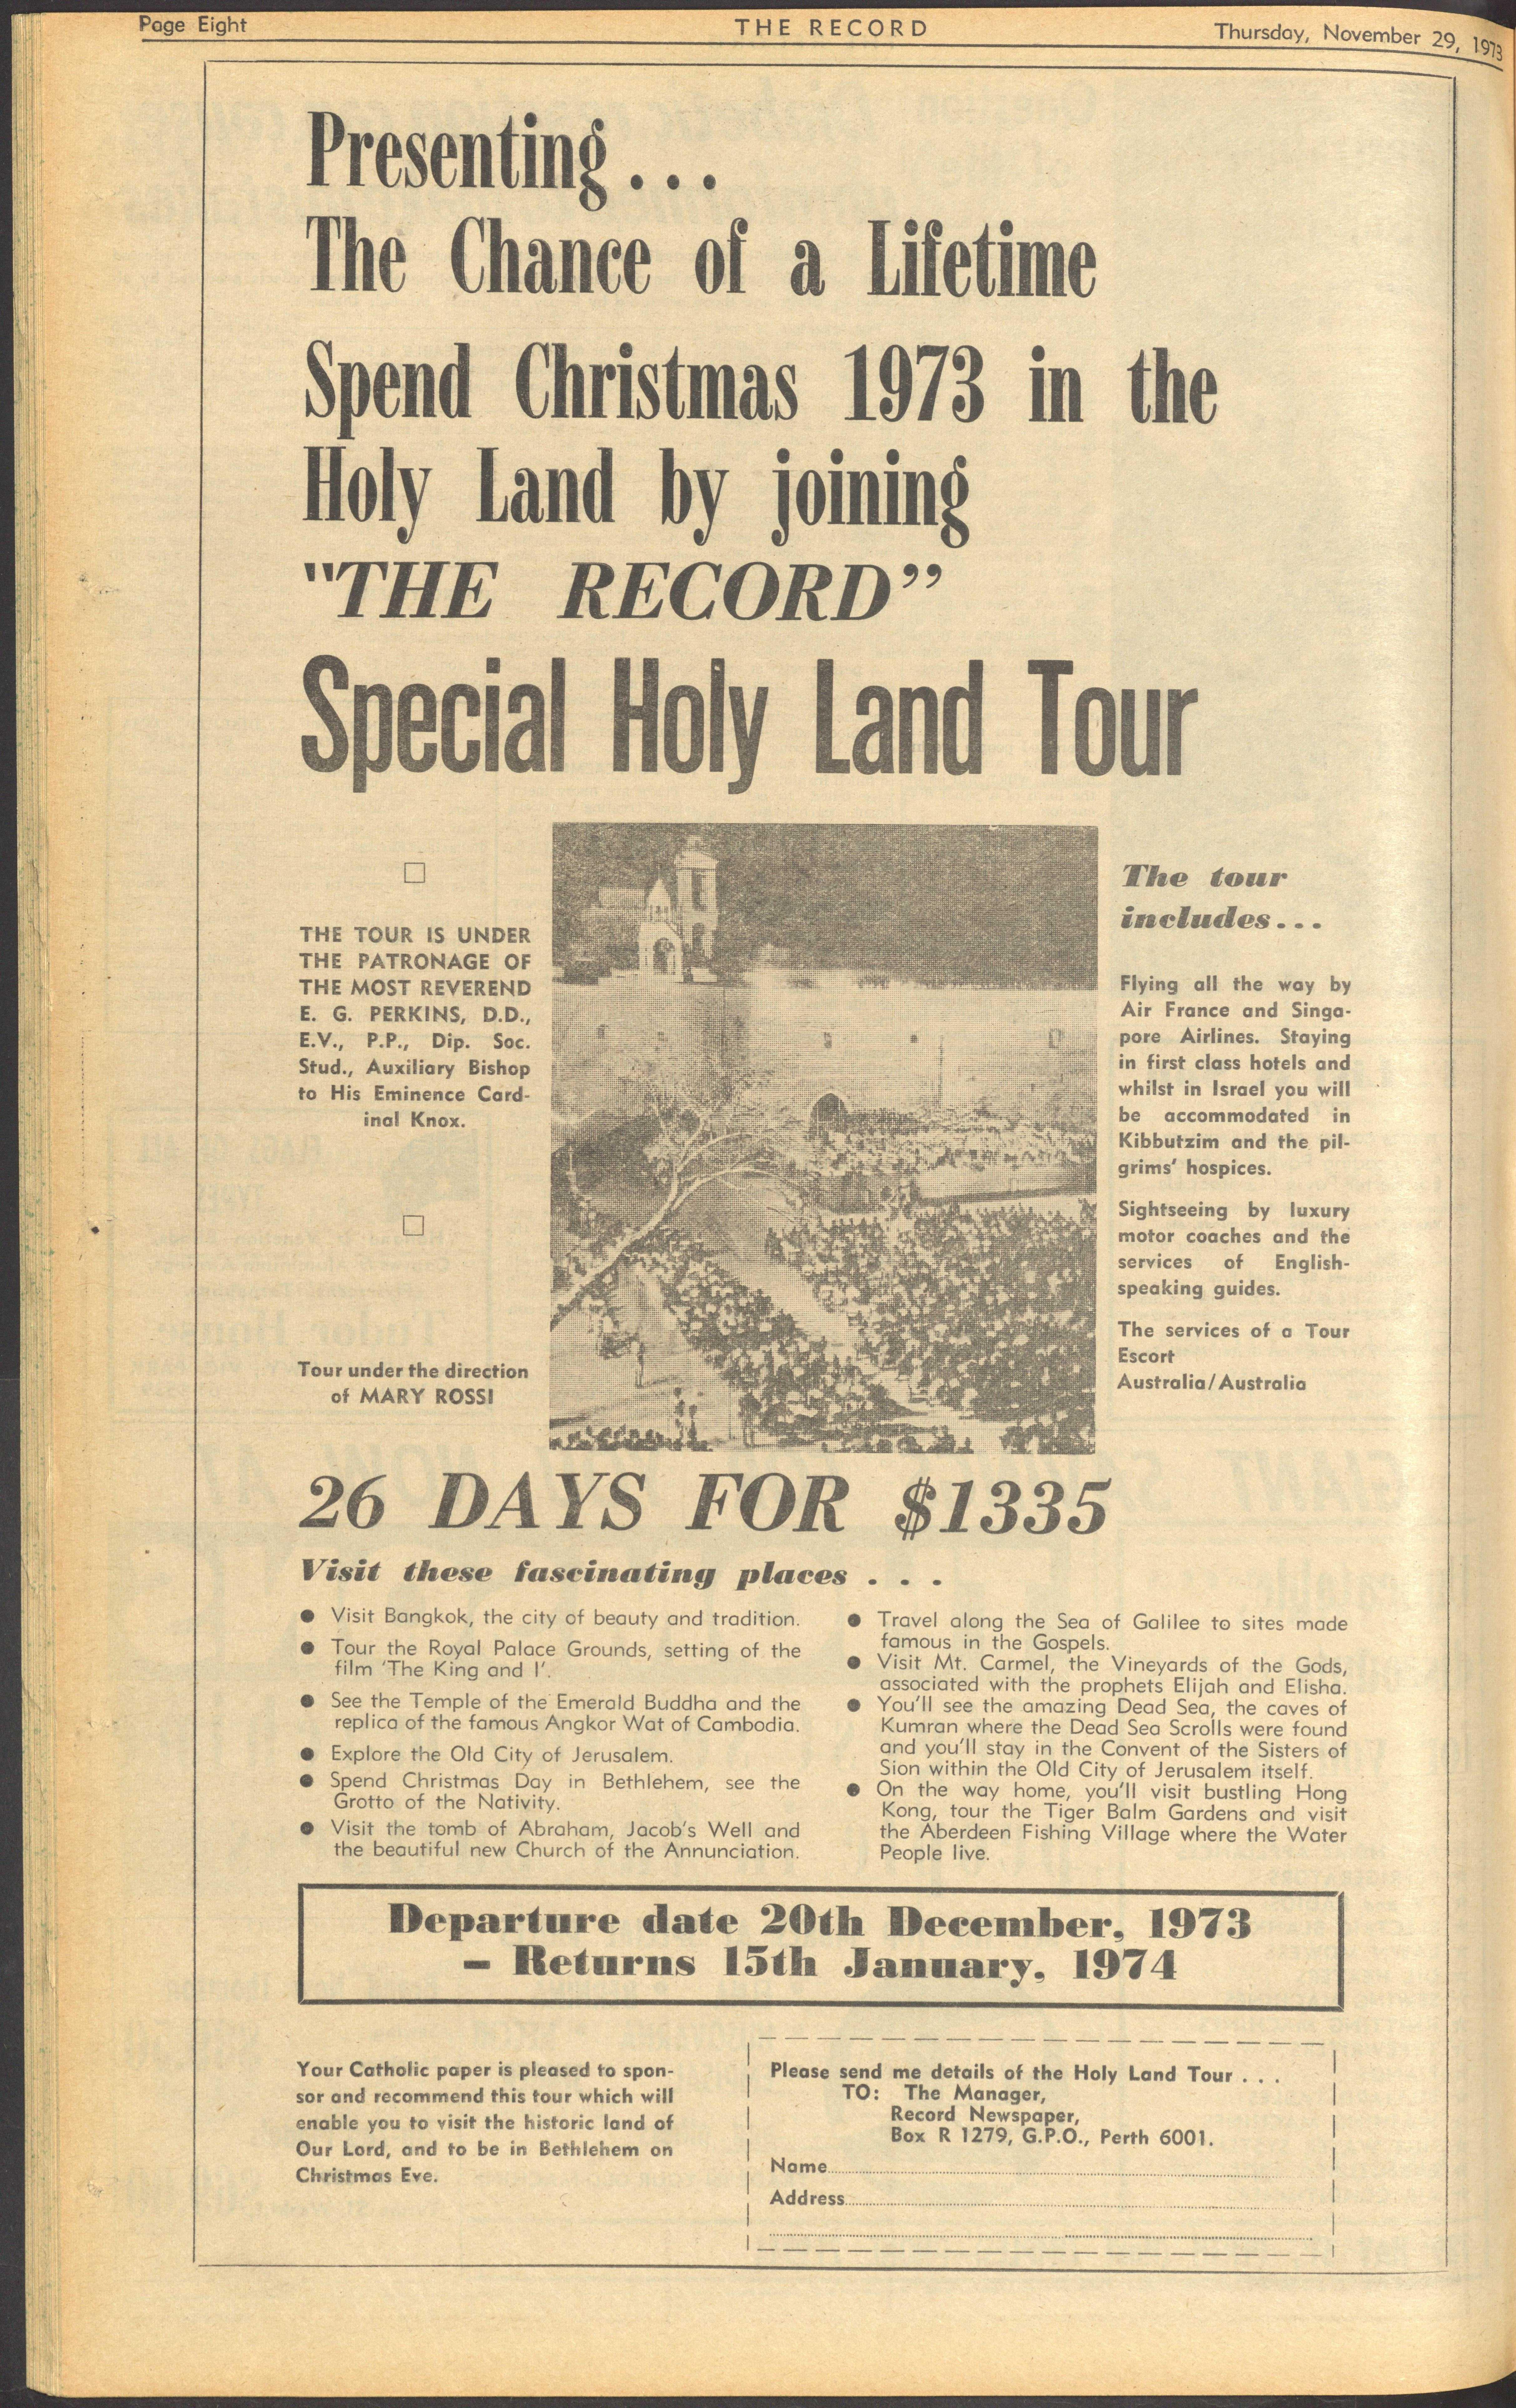 Page Eight
THE RECORD
Thursday, November 29, 1973
Presenting...
The Chance of a Lifetime
Spend Christmas 1973 in the
Holy Land by joining
"THE RECORD"
Special Holy Land Tour
THE TOUR IS UNDER
THE PATRONAGE OF
THE MOST REVEREND
E. G. PERKINS, D.D.,
E.V., P.P., Dip. Soc.
Stud., Auxiliary Bishop
to His Eminence Card-
inal Knox.
Tour under the direction
of MARY ROSSI
The tour
includes...
Flying all the way by
Air France and Singa-
pore Airlines. Staying
in first class hotels and
whilst in Israel you will
be accommodated in
Kibbutzim and the pil-
grims' hospices.
Sightseeing by luxury
motor coaches and the
services of English-
speaking guides.
The services of a Tour
Escort
Australia/Australia
26 DAYS FOR $1335
Visit these fascinating places . . .
● Visit Bangkok, the city of beauty and tradition.
● Tour the Royal Palace Grounds, setting of the
film 'The King and I'.
● See the Temple of the Emerald Buddha and the
replica of the famous Angkor Wat of Cambodia.
● Explore the Old City of Jerusalem.
● Spend Christmas Day in Bethlehem, see the
Grotto of the Nativity.
● Visit the tomb of Abraham, Jacob's Well and
the beautiful new Church of the Annunciation.
● Travel along the Sea of Galilee to sites made
famous in the Gospels.
● Visit Mt. Carmel, the Vineyards of the Gods,
associated with the prophets Elijah and Elisha.
● You'll see the amazing Dead Sea, the caves of
Kumran where the Dead Sea Scrolls were found
and you'll stay in the Convent of the Sisters of
Sion within the Old City of Jerusalem itself.
● On the way home, you'll visit bustling Hong
Kong, tour the Tiger Balm Gardens and visit
the Aberdeen Fishing Village where the Water
People live.
Departure date 20th December, 1973
– Returns 15th January, 1974
Your Catholic paper is pleased to spon-
sor and recommend this tour which will
enable you to visit the historic land of
Our Lord, and to be in Bethlehem on
Christmas Eve.
Please send me details of the Holy Land Tour . . .
TO: The Manager,
Record Newspaper,
Box R 1279, G.P.O., Perth 6001.
Name
Address